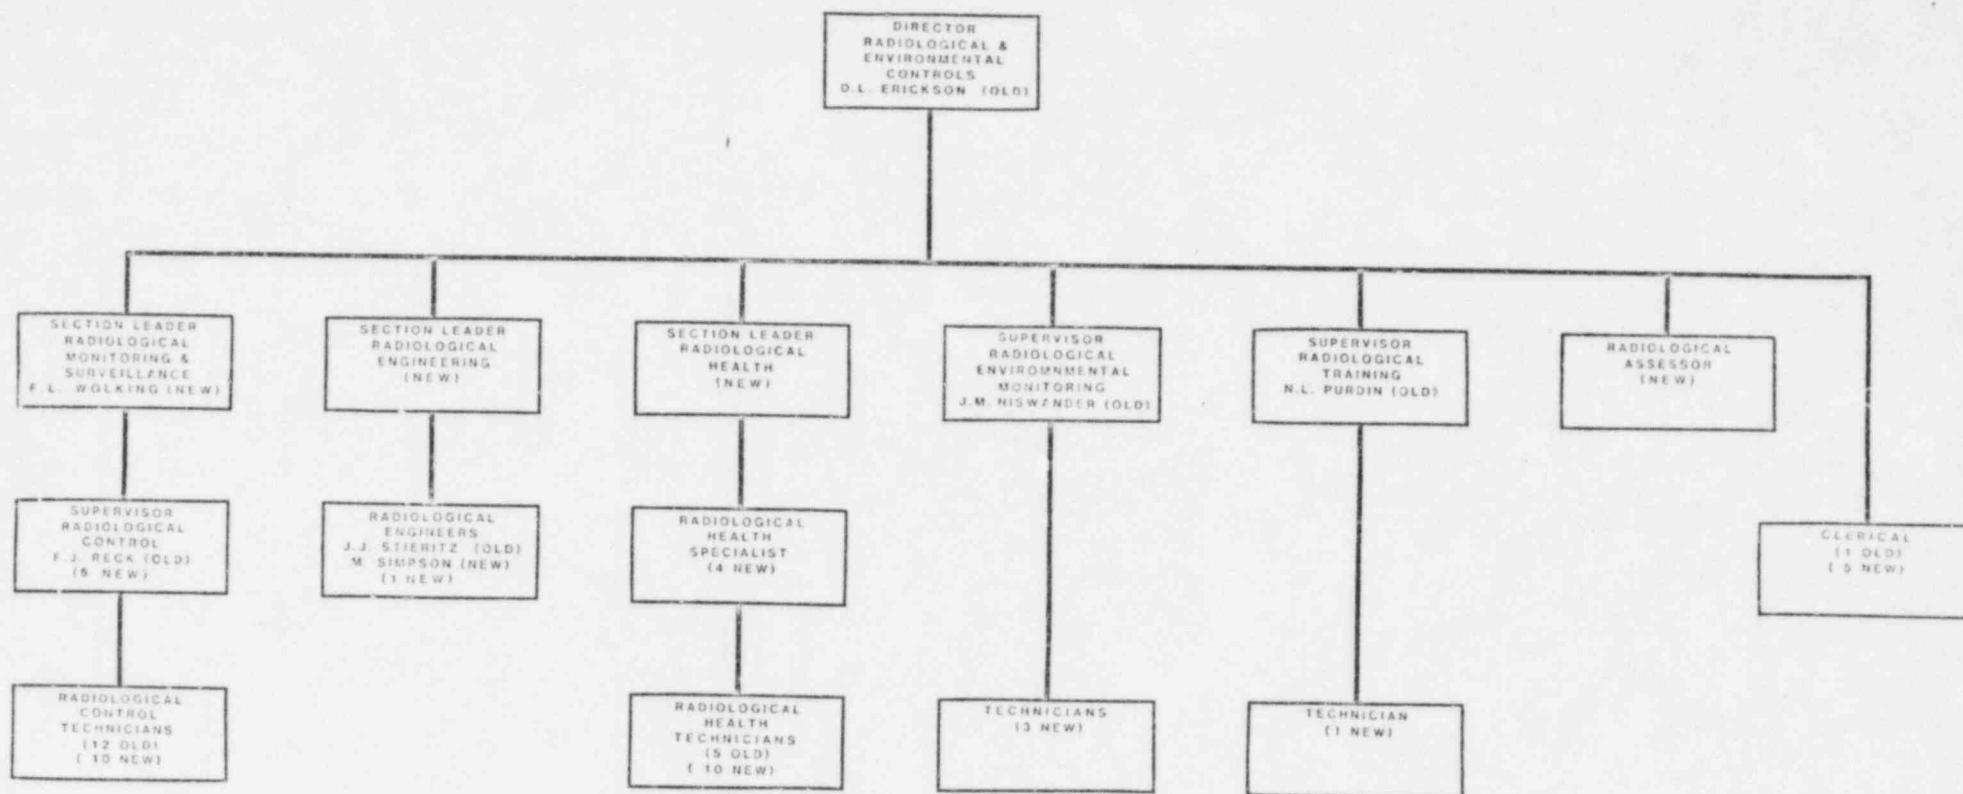 DIRECTOR
RADIOLOGICAL &
ENVIRONMENTAL
CONTROLS
D.L. ERICKSON (OLD)
SECTION LEADER
RADIOLOGICAL
MONITORING &
SURVEILLANCE
F.L. WOLKING (NEW)
SECTION LEADER
RADIOLOGICAL
ENGINEERING
(NEW)
SECTION LEADER
RADIOLOGICAL
HEALTH
(NEW)
SUPERVISOR
RADIOLOGICAL
ENVIROMNMENTAL
MONITORING
J.M. NISWANDER (OLD)
SUPERVISOR
RADIOLOGICAL
TRAINING
N.L. PURDIN (OLD)
RADIOLOGICAL
ASSESSOR
(NEW)
SUPERVISOR
RADIOLOGICAL
CONTROL
F.J. RECK (OLD)
(5 NEW)
RADIOLOGICAL
ENGINEERS
J.J. STIERITZ (OLD)
M. SIMPSON (NEW)
(1 NEW)
RADIOLOGICAL
HEALTH
SPECIALIST
(4 NEW)
CLERICAL
(1 OLD)
( 5 NEW)
RADIOLOGICAL
CONTROL
TECHNICIANS
(12 OLD)
( 10 NEW)
RADIOLOGICAL
HEALTH
TECHNICIANS
(5 OLD)
( 10 NEW)
TECHNICIANS
(3 NEW)
TECHNICIAN
(1 NEW)